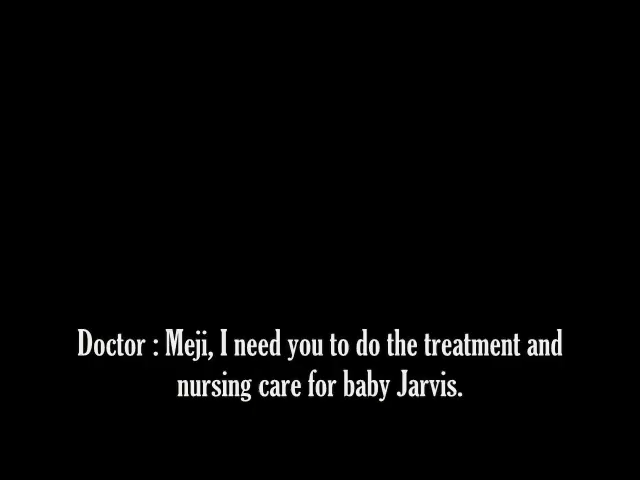 Doctor : Meji, I need you to do the treatment and
nursing care for baby Jarvis.